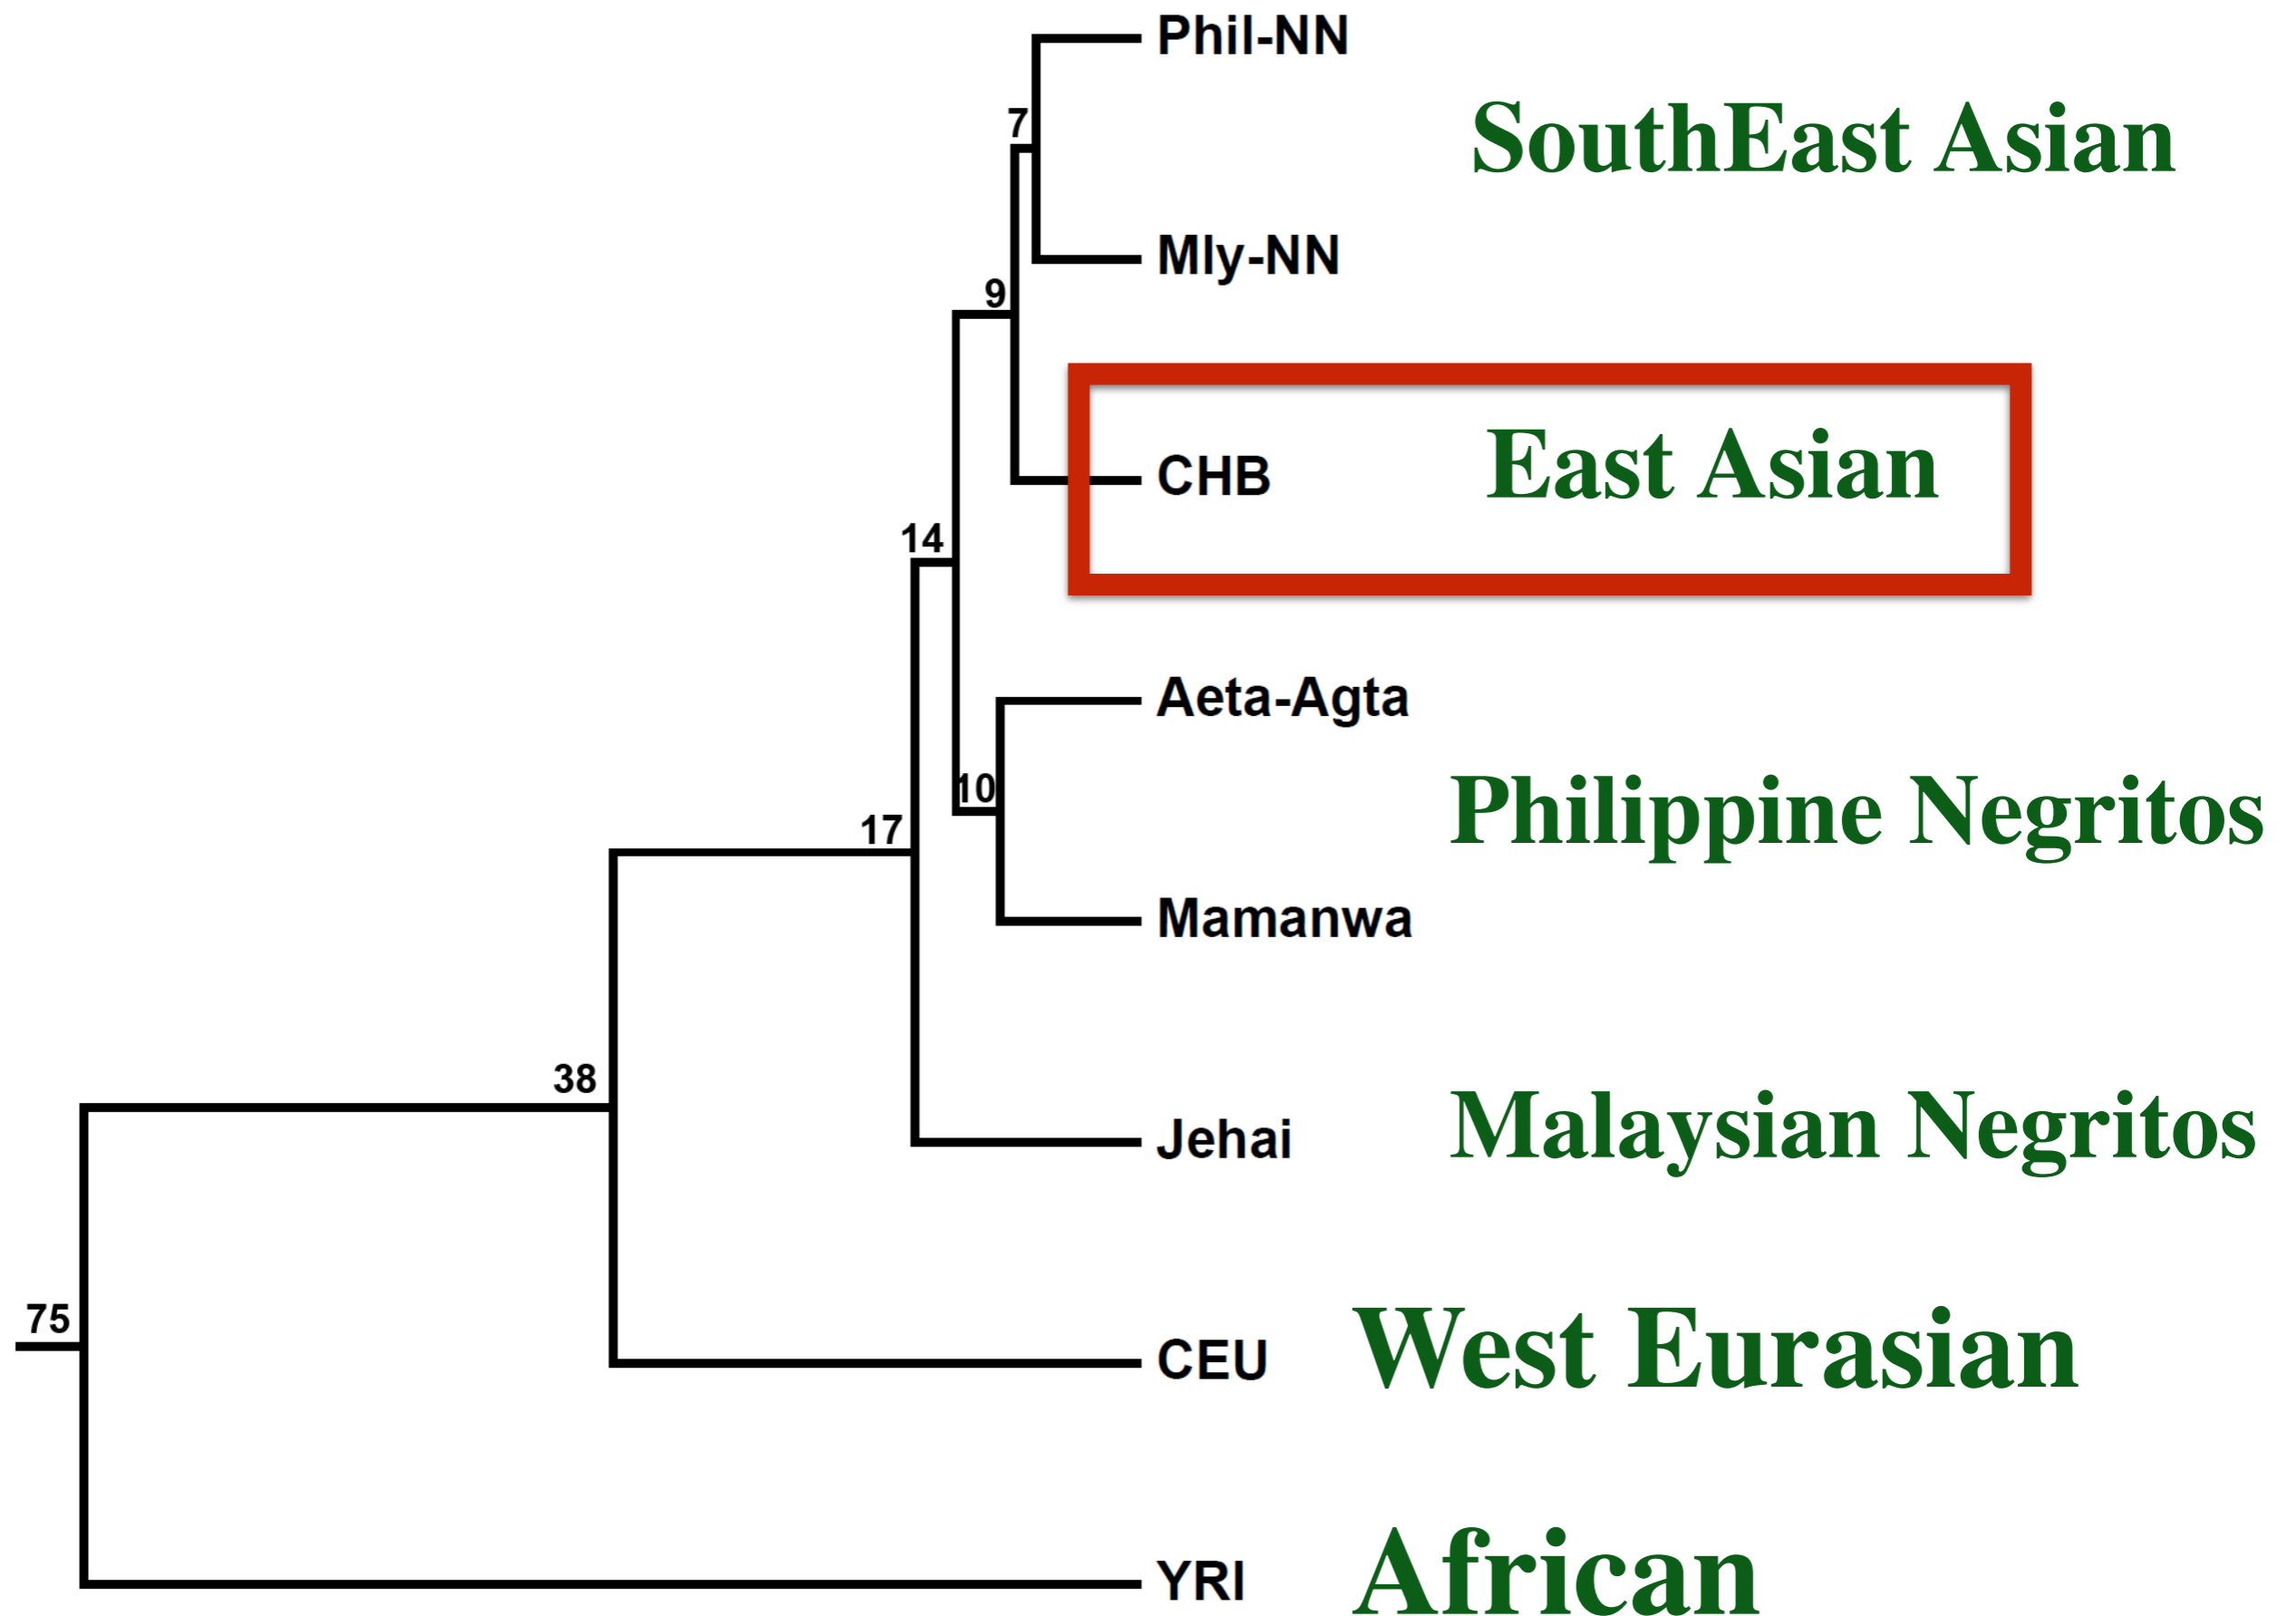 Phil-NN
7
SouthEast Asian
Mly-NN
9
CHB East Asian
14
Aeta-Agta
10
Philippine Negritos
17
Mamanwa
38
Jehai Malaysian Negritos
75
CEU West Eurasian
YRI African